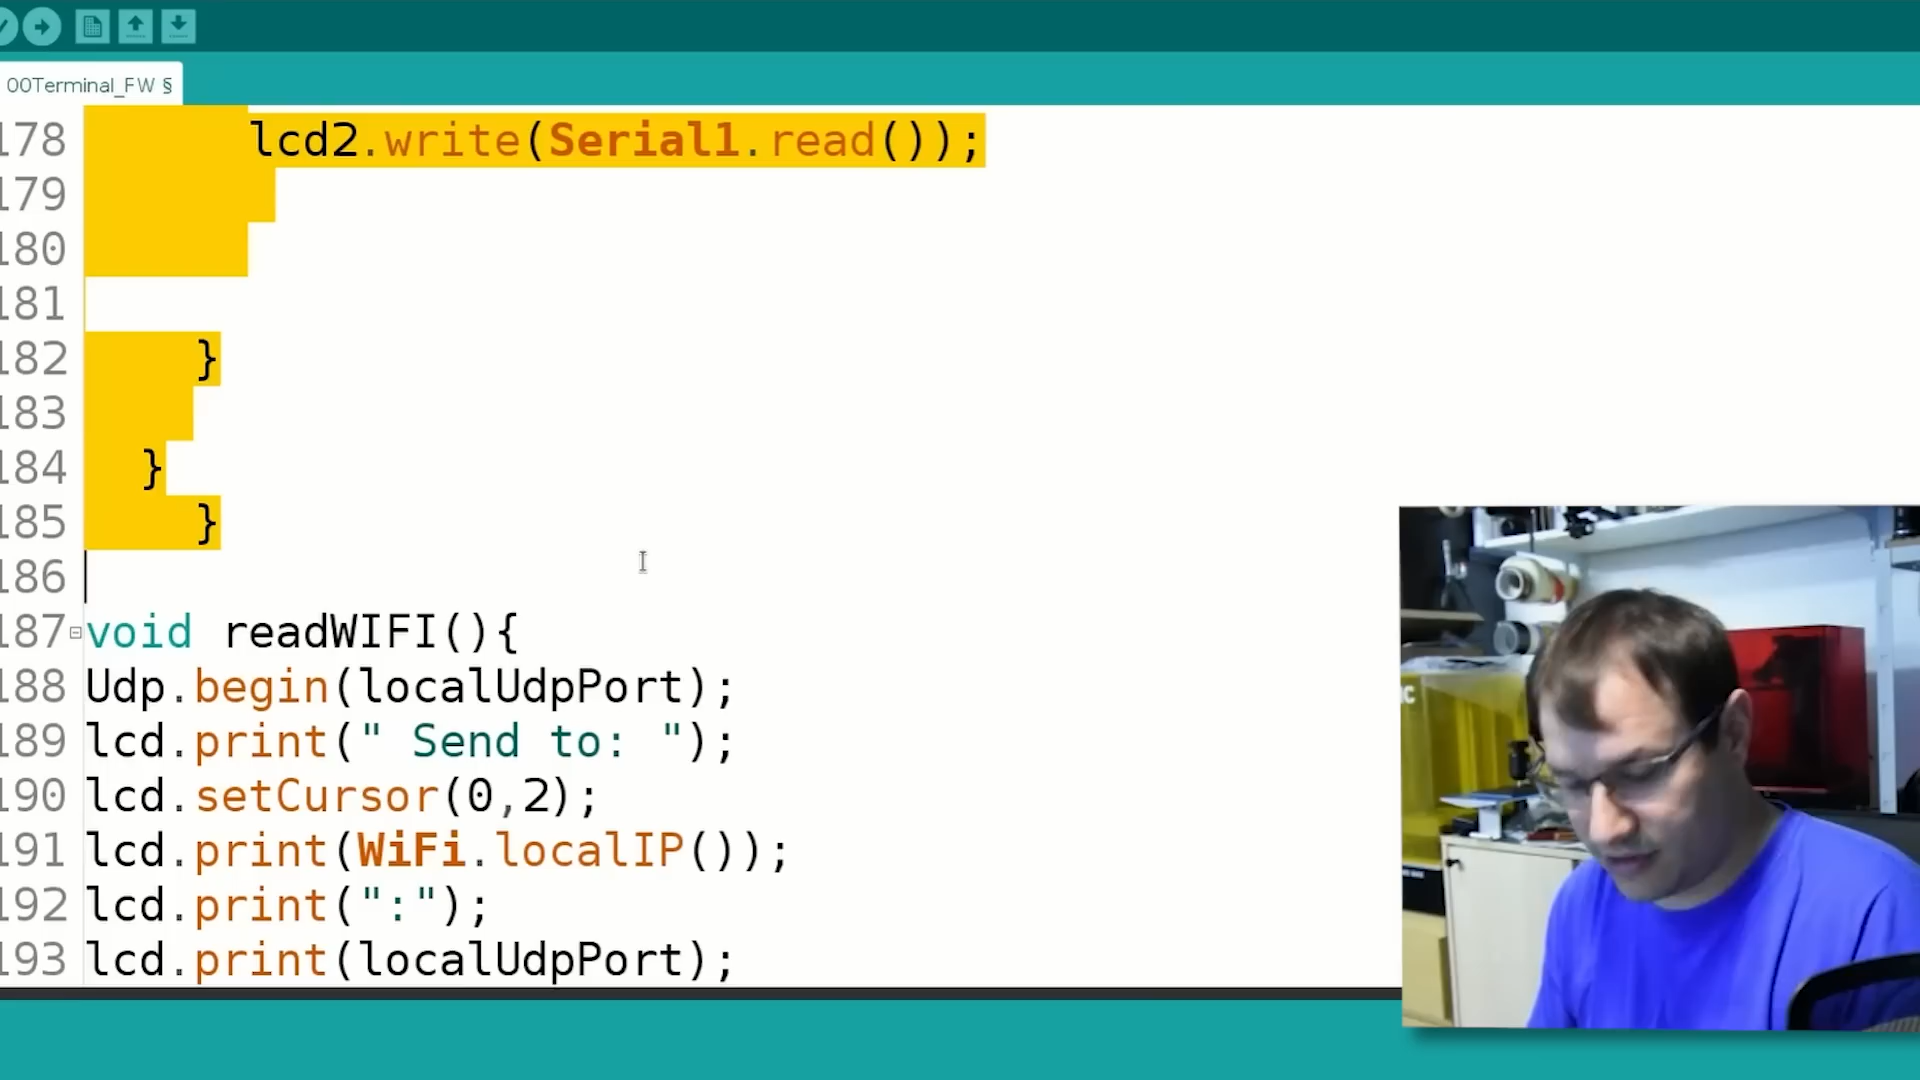 00Terminal_FW §
178 lcd2.write(Serial1.read());
179
180
181
182 }
183
184 }
185 }
186
187 void readWIFI(){
188 Udp.begin(localUdpPort);
189 lcd.print(" Send to: ");
190 lcd.setCursor(0,2);
191 lcd.print(WiFi.localIP());
192 lcd.print(":");
193 lcd.print(localUdpPort);